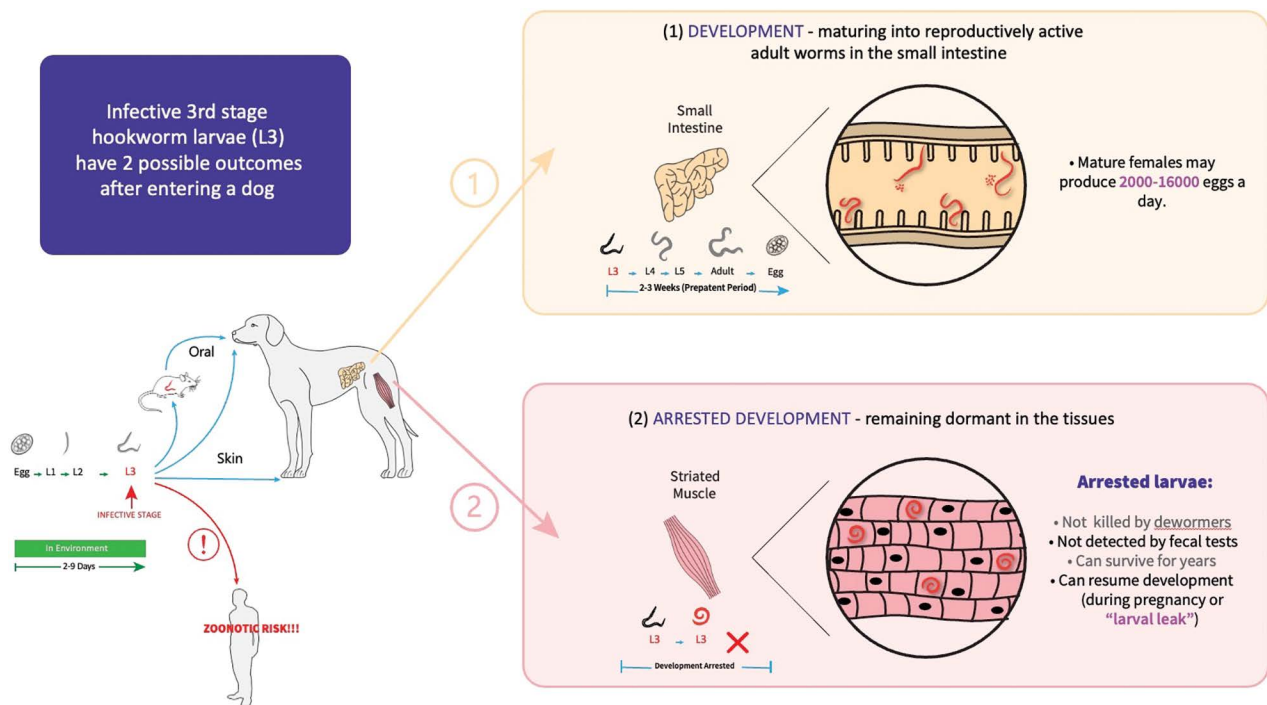 Infective 3rd stage
hookworm larvae (L3)
have 2 possible outcomes
after entering a dog
Oral
Skin
Egg L1 L2 L3
INFECTIVE STAGE
In Environment
2-9 Days
!
ZOONOTIC RISK!!!
1
2
(1) DEVELOPMENT - maturing into reproductively active
adult worms in the small intestine
Small
Intestine
L3 L4 L5 Adult Egg
2-3 Weeks (Prepatent Period)
• Mature females may
produce 2000-16000 eggs a
day.
(2) ARRESTED DEVELOPMENT - remaining dormant in the tissues
Striated
Muscle
L3 L3
Development Arrested
Arrested larvae:
• Not killed by dewormers
• Not detected by fecal tests
• Can survive for years
• Can resume development
(during pregnancy or
“larval leak”)